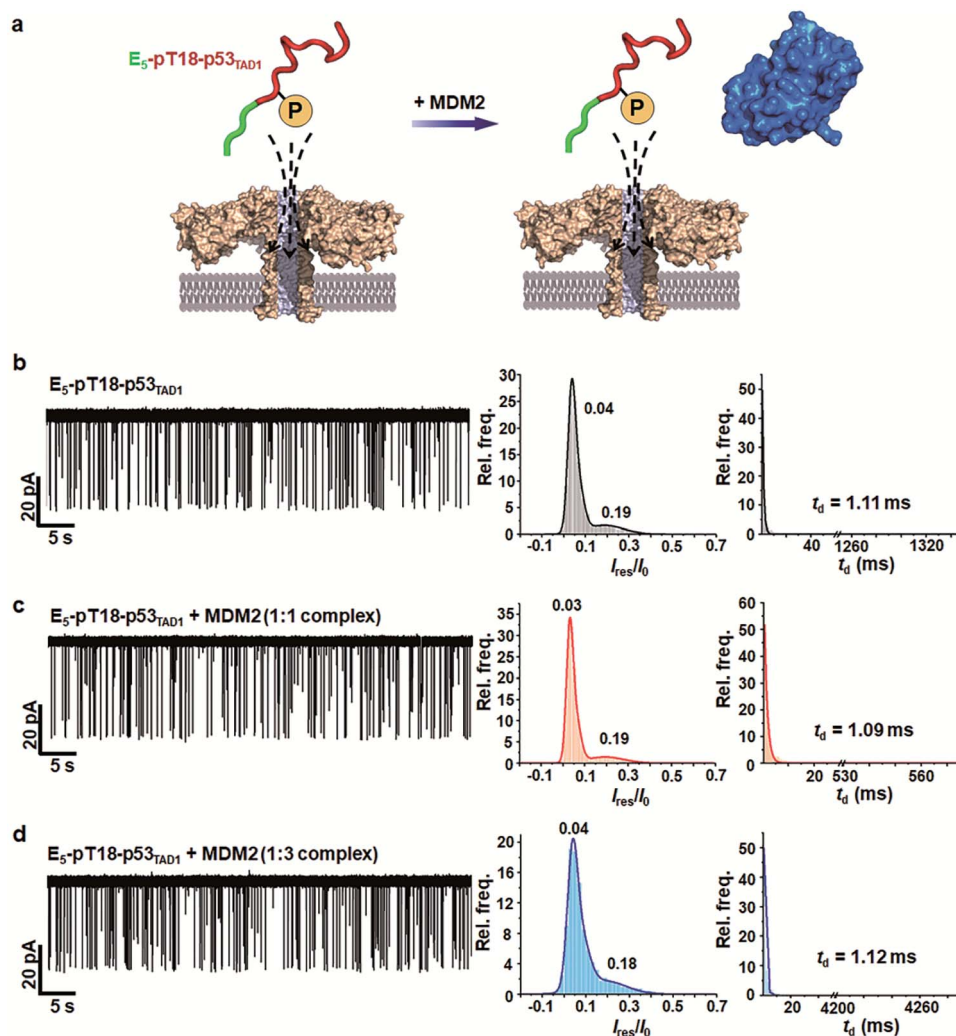 a
E₅-pT18-p53TAD1
P
+ MDM2
P
b
E₅-pT18-p53TAD1
20 pA
5 s
Rel. freq.
30
25
20
15
10
5
0
0.04
0.19
-0.1 0.1 0.3 0.5 0.7
Ires/I0
Rel. freq.
50
40
30
20
10
0
td = 1.11 ms
40 1260 1320
td (ms)
c
E₅-pT18-p53TAD1 + MDM2 (1:1 complex)
20 pA
5 s
Rel. freq.
35
30
25
20
15
10
5
0
0.03
0.19
-0.1 0.1 0.3 0.5 0.7
Ires/I0
Rel. freq.
60
50
40
30
20
10
0
td = 1.09 ms
20 530 560
td (ms)
d
E₅-pT18-p53TAD1 + MDM2 (1:3 complex)
20 pA
5 s
Rel. freq.
20
16
12
8
4
0
0.04
0.18
-0.1 0.1 0.3 0.5 0.7
Ires/I0
Rel. freq.
50
40
30
20
10
0
td = 1.12 ms
20 4200 4260
td (ms)